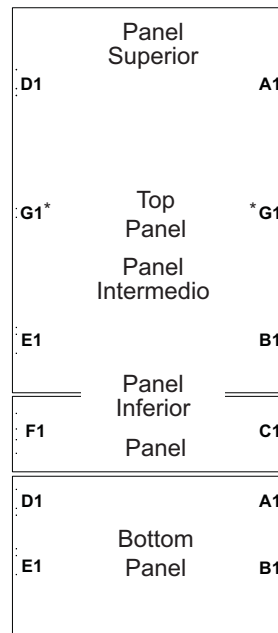 Panel
Superior
D1 A1
Top
G1* *G1
Panel
Panel
Intermedio
E1 B1
Panel
Inferior
F1 C1
Panel
D1 A1
Bottom
E1 Panel B1